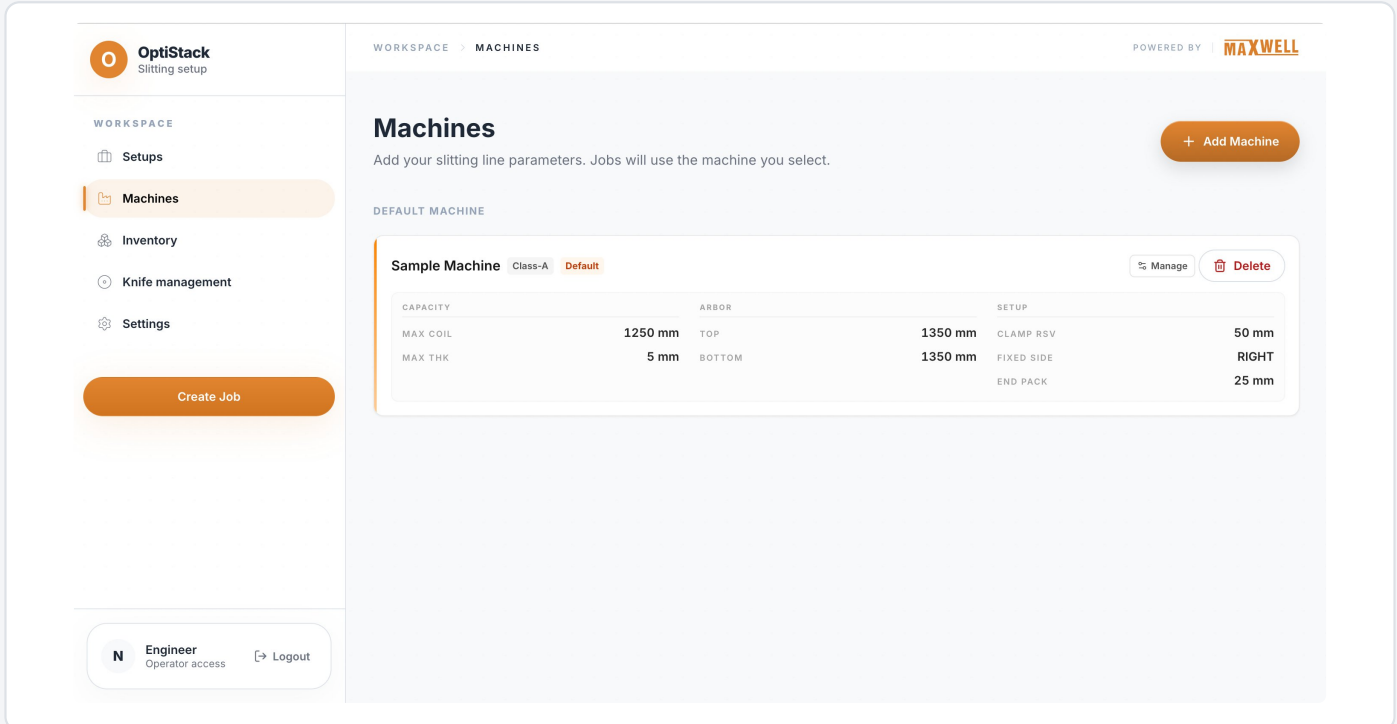 O
OptiStack
Slitting setup
WORKSPACE
Setups
Machines
Inventory
Knife management
Settings
Create Job
N
Engineer
Operator access
Logout
WORKSPACE > MACHINES
POWERED BY
MAXWELL
Machines
Add your slitting line parameters. Jobs will use the machine you select.
+ Add Machine
DEFAULT MACHINE
Sample Machine Class-A Default
Manage Delete
CAPACITY
MAX COIL 1250 mm
MAX THK 5 mm
ARBOR
TOP 1350 mm
BOTTOM 1350 mm
SETUP
CLAMP RSV 50 mm
FIXED SIDE RIGHT
END PACK 25 mm